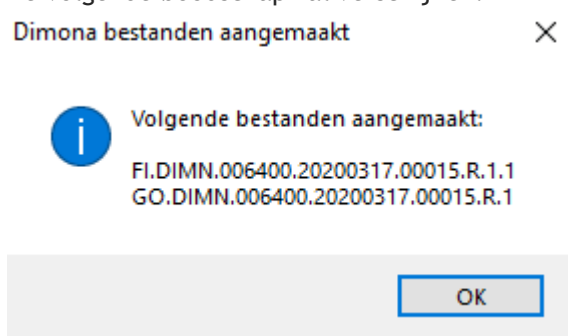 Dimona bestanden aangemaakt
Volgende bestanden aangemaakt:
FI.DIMN.006400.20200317.00015.R.1.1
GO.DIMN.006400.20200317.00015.R.1
OK